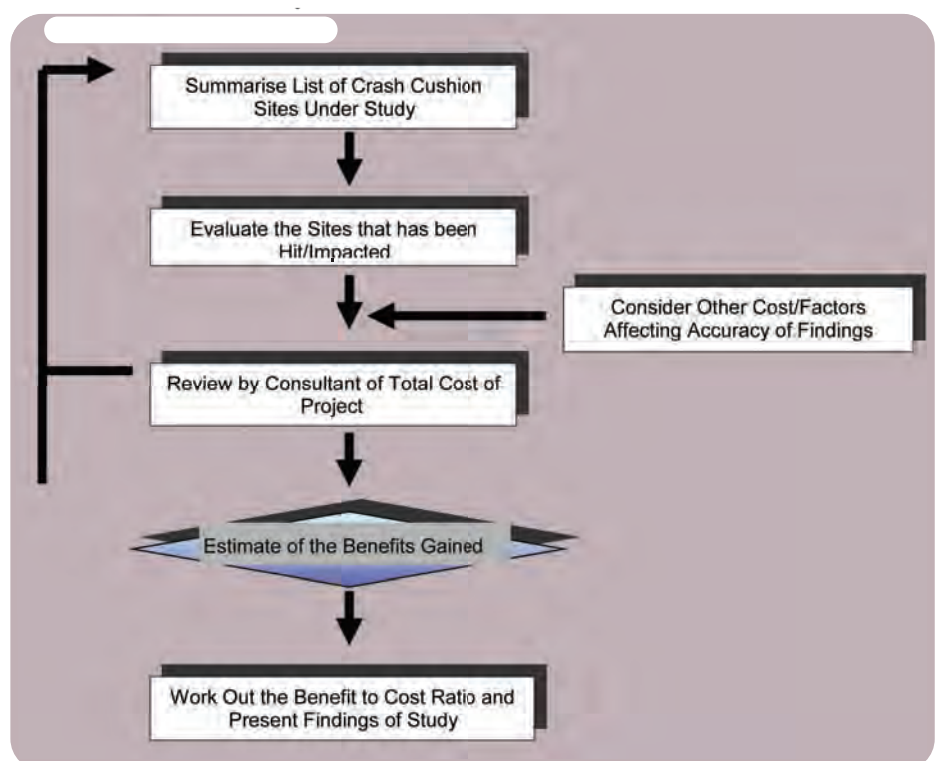 Summarise List of Crash Cushion
Sites Under Study
Evaluate the Sites that has been
Hit/Impacted
Consider Other Cost/Factors
Affecting Accuracy of Findings
Review by Consultant of Total Cost of
Project
Estimate of the Benefits Gained
Work Out the Benefit to Cost Ratio and
Present Findings of Study